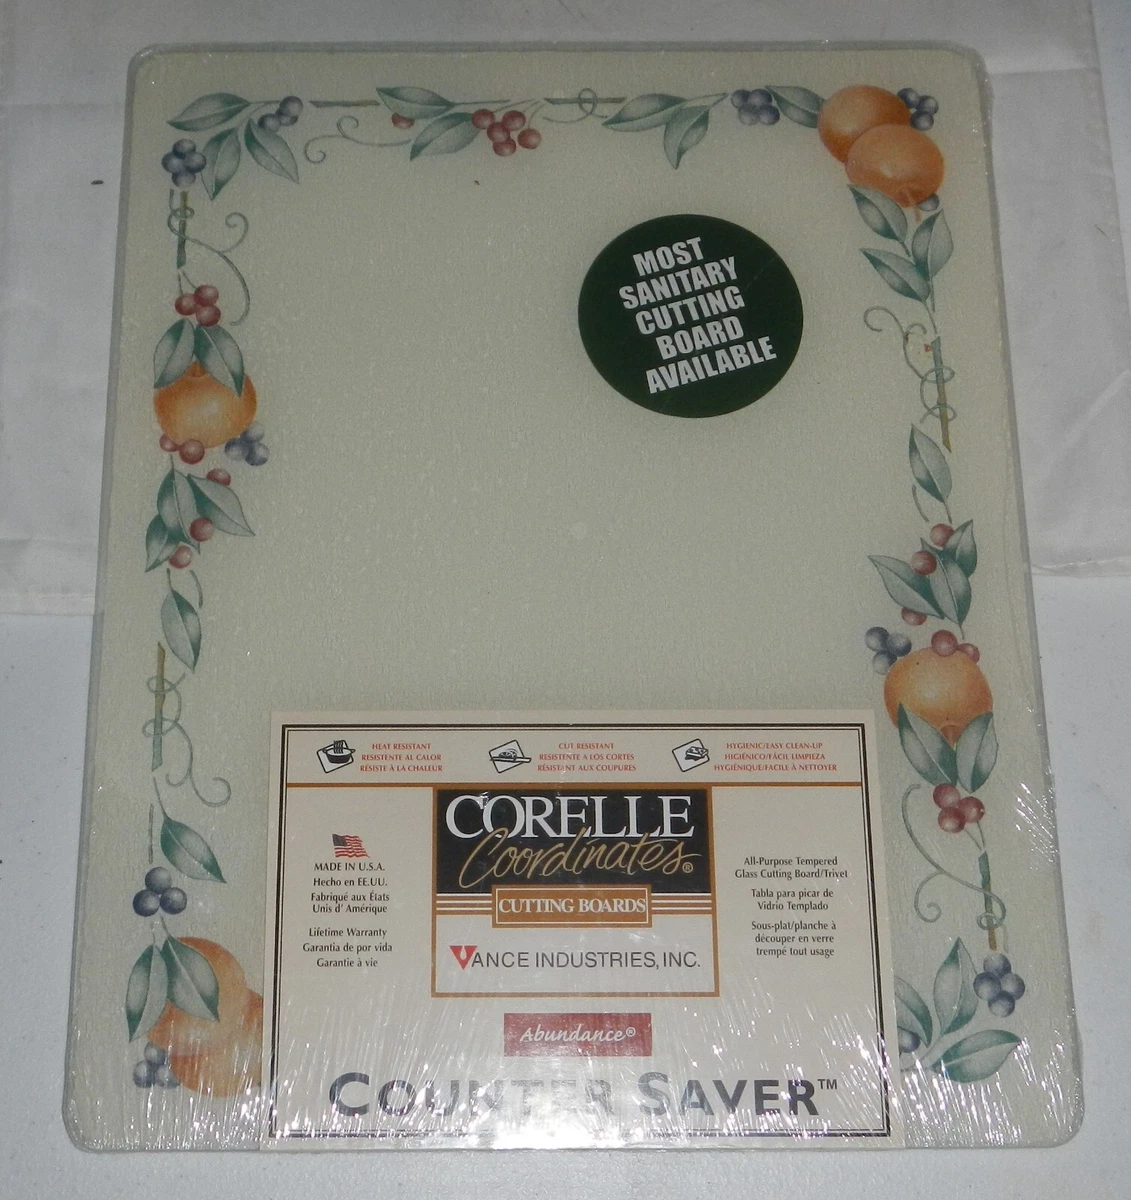 MOST
SANITARY
CUTTING
BOARD
AVAILABLE
HEAT RESISTANT
RESISTENTE AL CALOR
RÉSISTE À LA CHALEUR
CUT RESISTANT
RESISTENTE A LOS CORTES
RÉSISTANT AUX COUPURES
HYGIENIC/EASY CLEAN-UP
HIGIÉNICO/FÁCIL LIMPIEZA
HYGIÉNIQUE/FACILE À NETTOYER
CORELLE
Coordinates®
CUTTING BOARDS
VANCE INDUSTRIES, INC.
MADE IN U.S.A.
Hecho en EE.UU.
Fabriqué aux États
Unis d' Amérique
Lifetime Warranty
Garantia de por vida
Garantie à vie
All-Purpose Tempered
Glass Cutting Board/Trivet
Tabla para picar de
Vidrio Templado
Sous-plat/planche à
découper en verre
trempé tout usage
Abundance®
COUNTER SAVER™